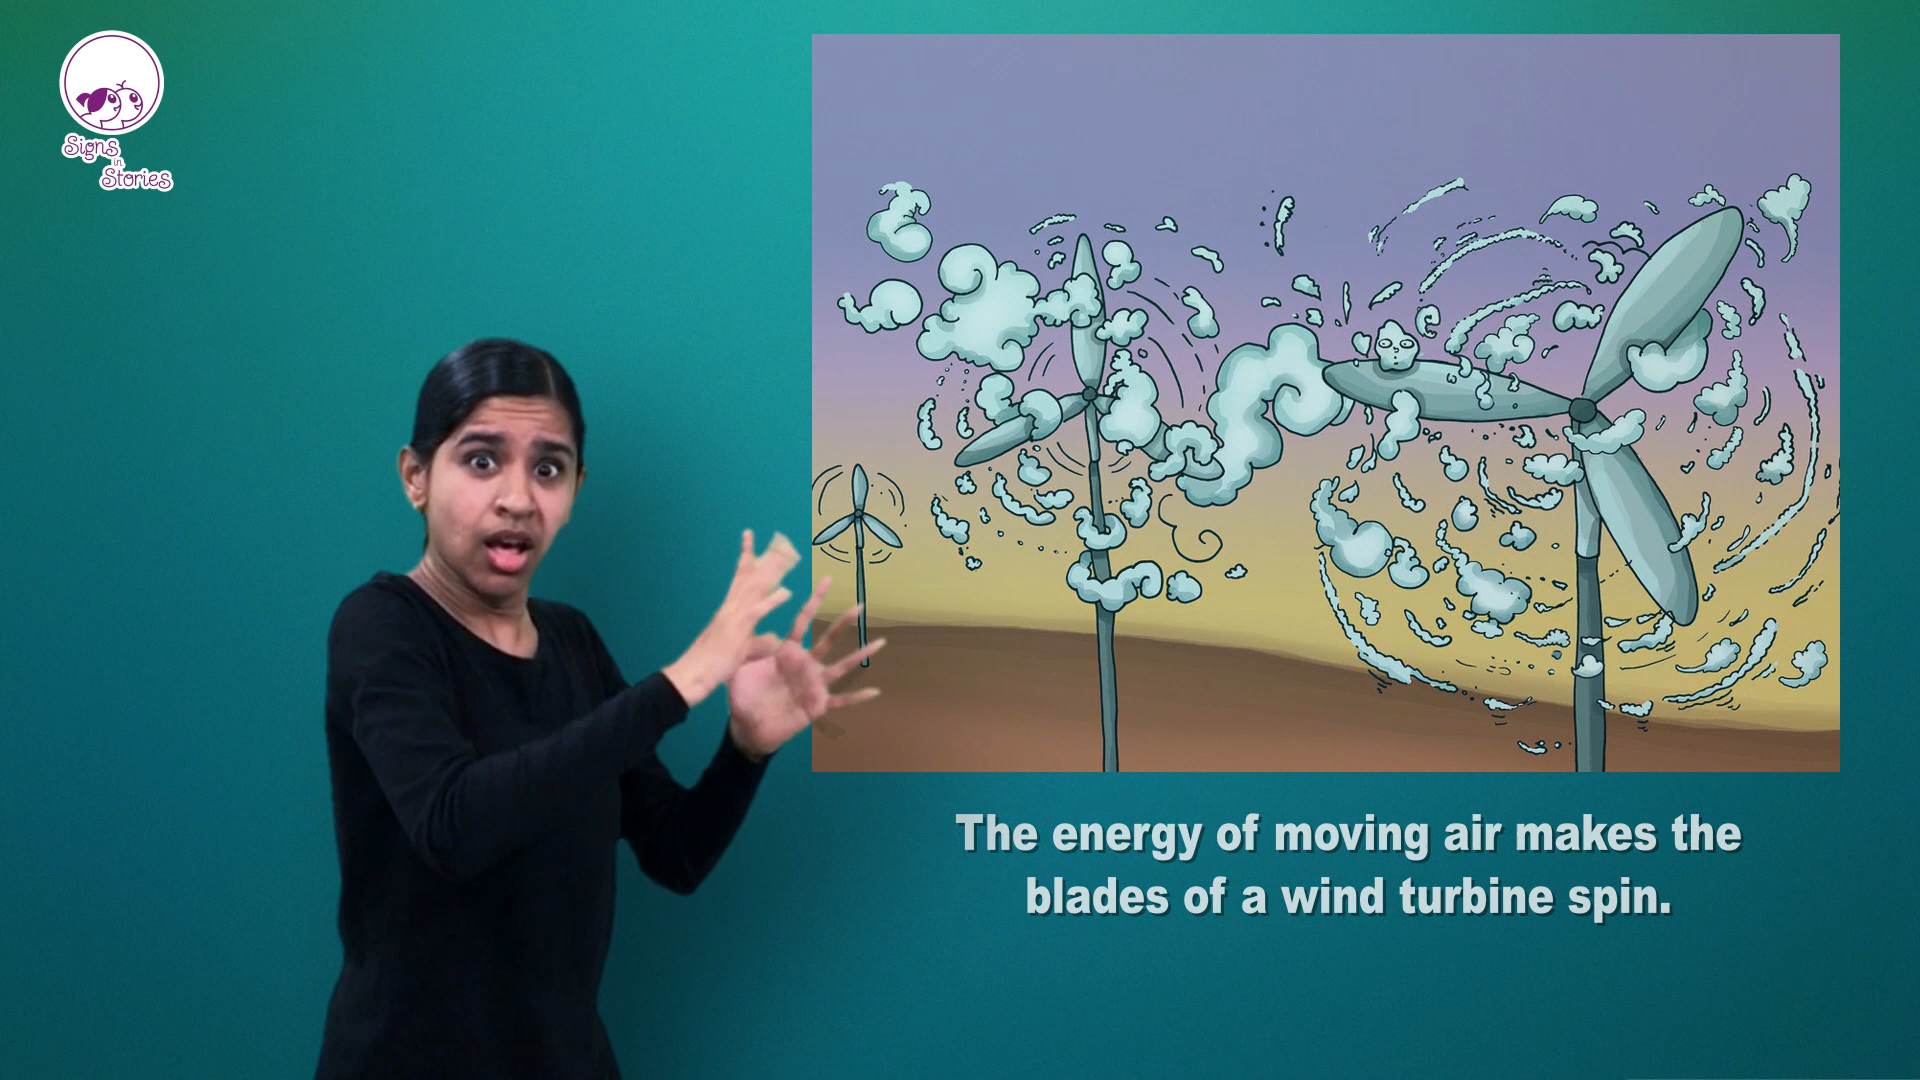 Signs
in
Stories
The energy of moving air makes the
blades of a wind turbine spin.